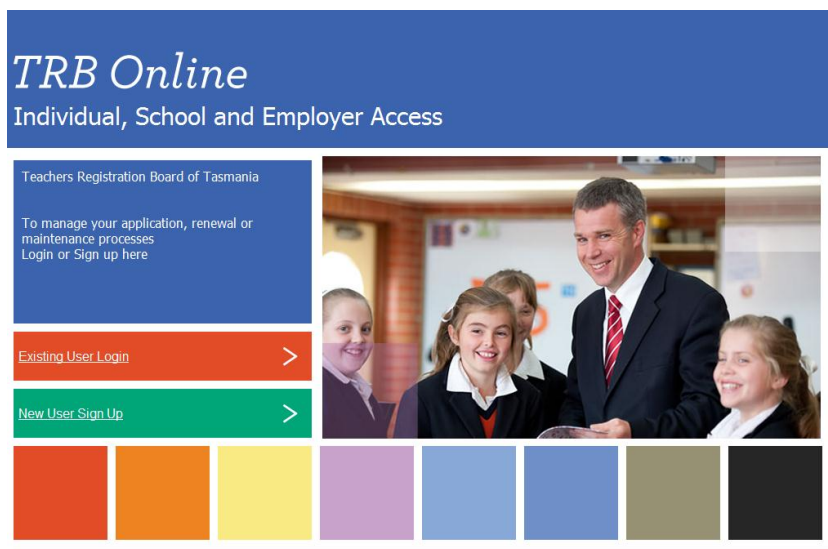 TRB Online
Individual, School and Employer Access
Teachers Registration Board of Tasmania
To manage your application, renewal or
maintenance processes
Login or Sign up here
Existing User Login
New User Sign Up